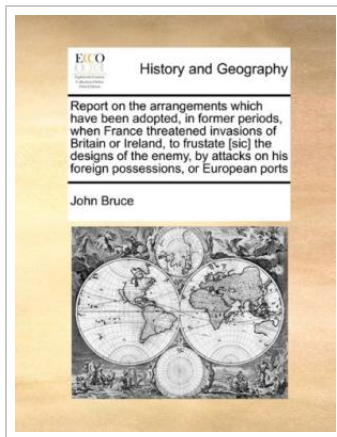 ECCO
History and Geography
Report on the arrangements which
have been adopted, in former periods,
when France threatened invasions of
Britain or Ireland, to frustate [sic] the
designs of the enemy, by attacks on his
foreign possessions, or European ports
John Bruce